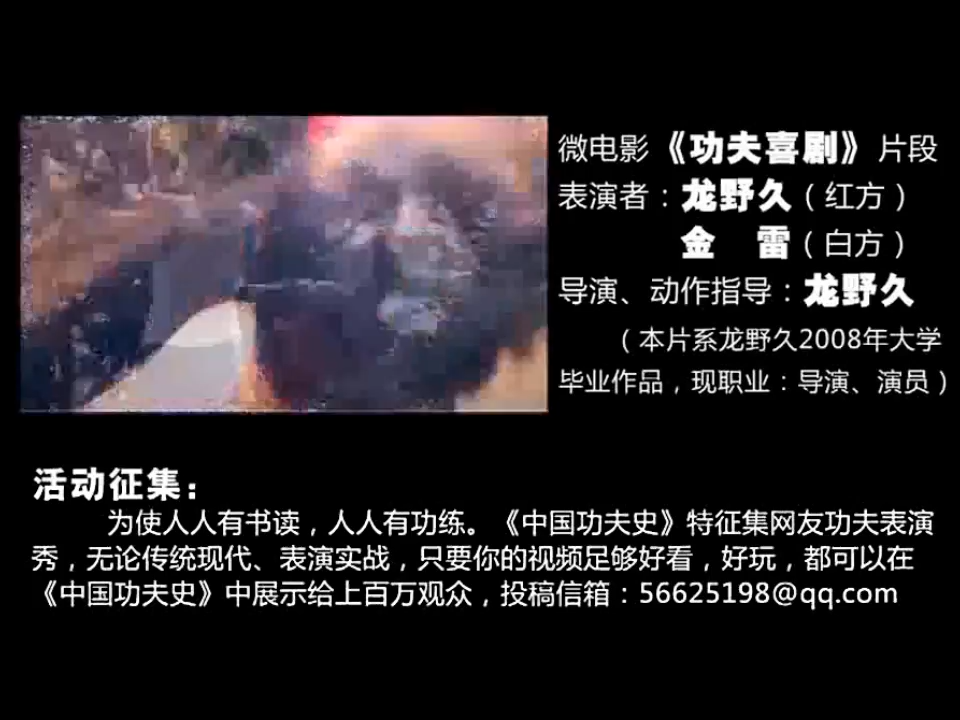 微电影《功夫喜剧》片段
表演者：龙野久（红方）
金 雷（白方）
导演、动作指导：龙野久
（本片系龙野久2008年大学
毕业作品，现职业：导演、演员）
活动征集：
为使人人有书读，人人有功练。《中国功夫史》特征集网友功夫表演
秀，无论传统现代、表演实战，只要你的视频足够好看，好玩，都可以在
《中国功夫史》中展示给上百万观众，投稿信箱：56625198@qq.com